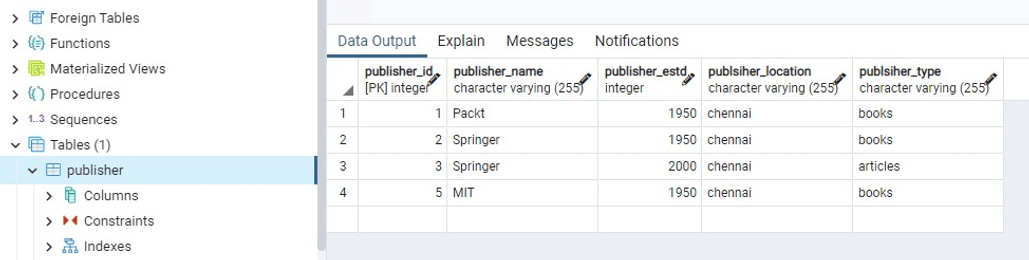 Foreign Tables
Functions
Materialized Views
Procedures
1..3 Sequences
Tables (1)
publisher
Columns
Constraints
Indexes
Data Output Explain Messages Notifications
publisher_id publisher_name publisher_estd publsiher_location publsiher_type
[PK] integer character varying (255) integer character varying (255) character varying (255)
1 1 Packt 1950 chennai books
2 2 Springer 1950 chennai books
3 3 Springer 2000 chennai articles
4 5 MIT 1950 chennai books